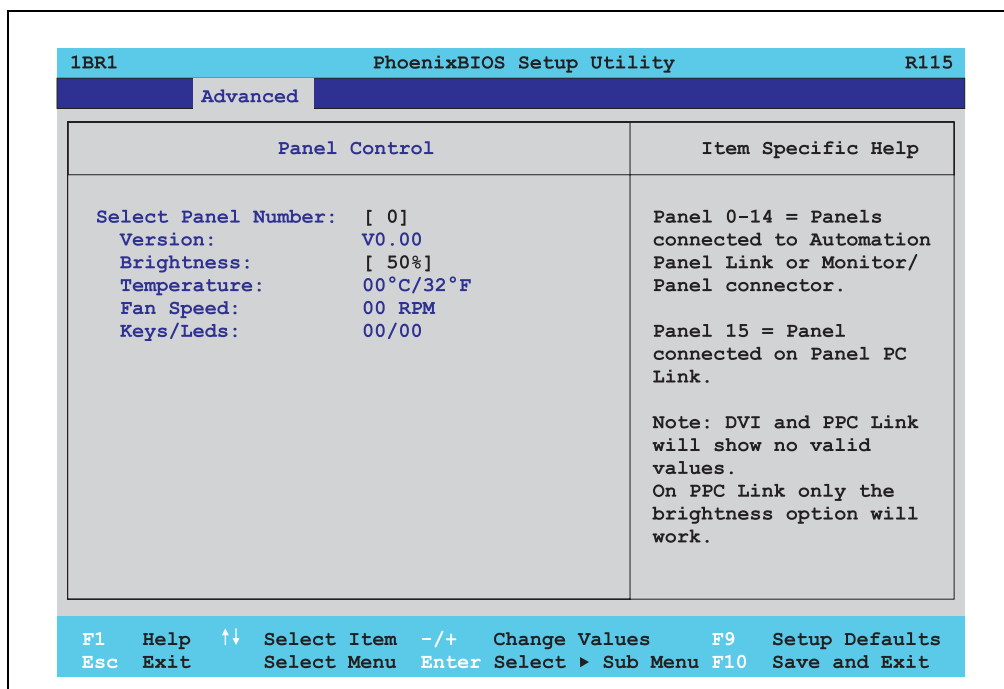 1BR1 PhoenixBIOS Setup Utility R115
Advanced
Panel Control
Item Specific Help
Select Panel Number: [ 0]
Version: V0.00
Brightness: [ 50%]
Temperature: 00°C/32°F
Fan Speed: 00 RPM
Keys/Leds: 00/00
Panel 0-14 = Panels
connected to Automation
Panel Link or Monitor/
Panel connector.
Panel 15 = Panel
connected on Panel PC
Link.
Note: DVI and PPC Link
will show no valid
values.
On PPC Link only the
brightness option will
work.
F1 Help ↑↓ Select Item -/+ Change Values F9 Setup Defaults
Esc Exit Select Menu Enter Select ▶ Sub Menu F10 Save and Exit